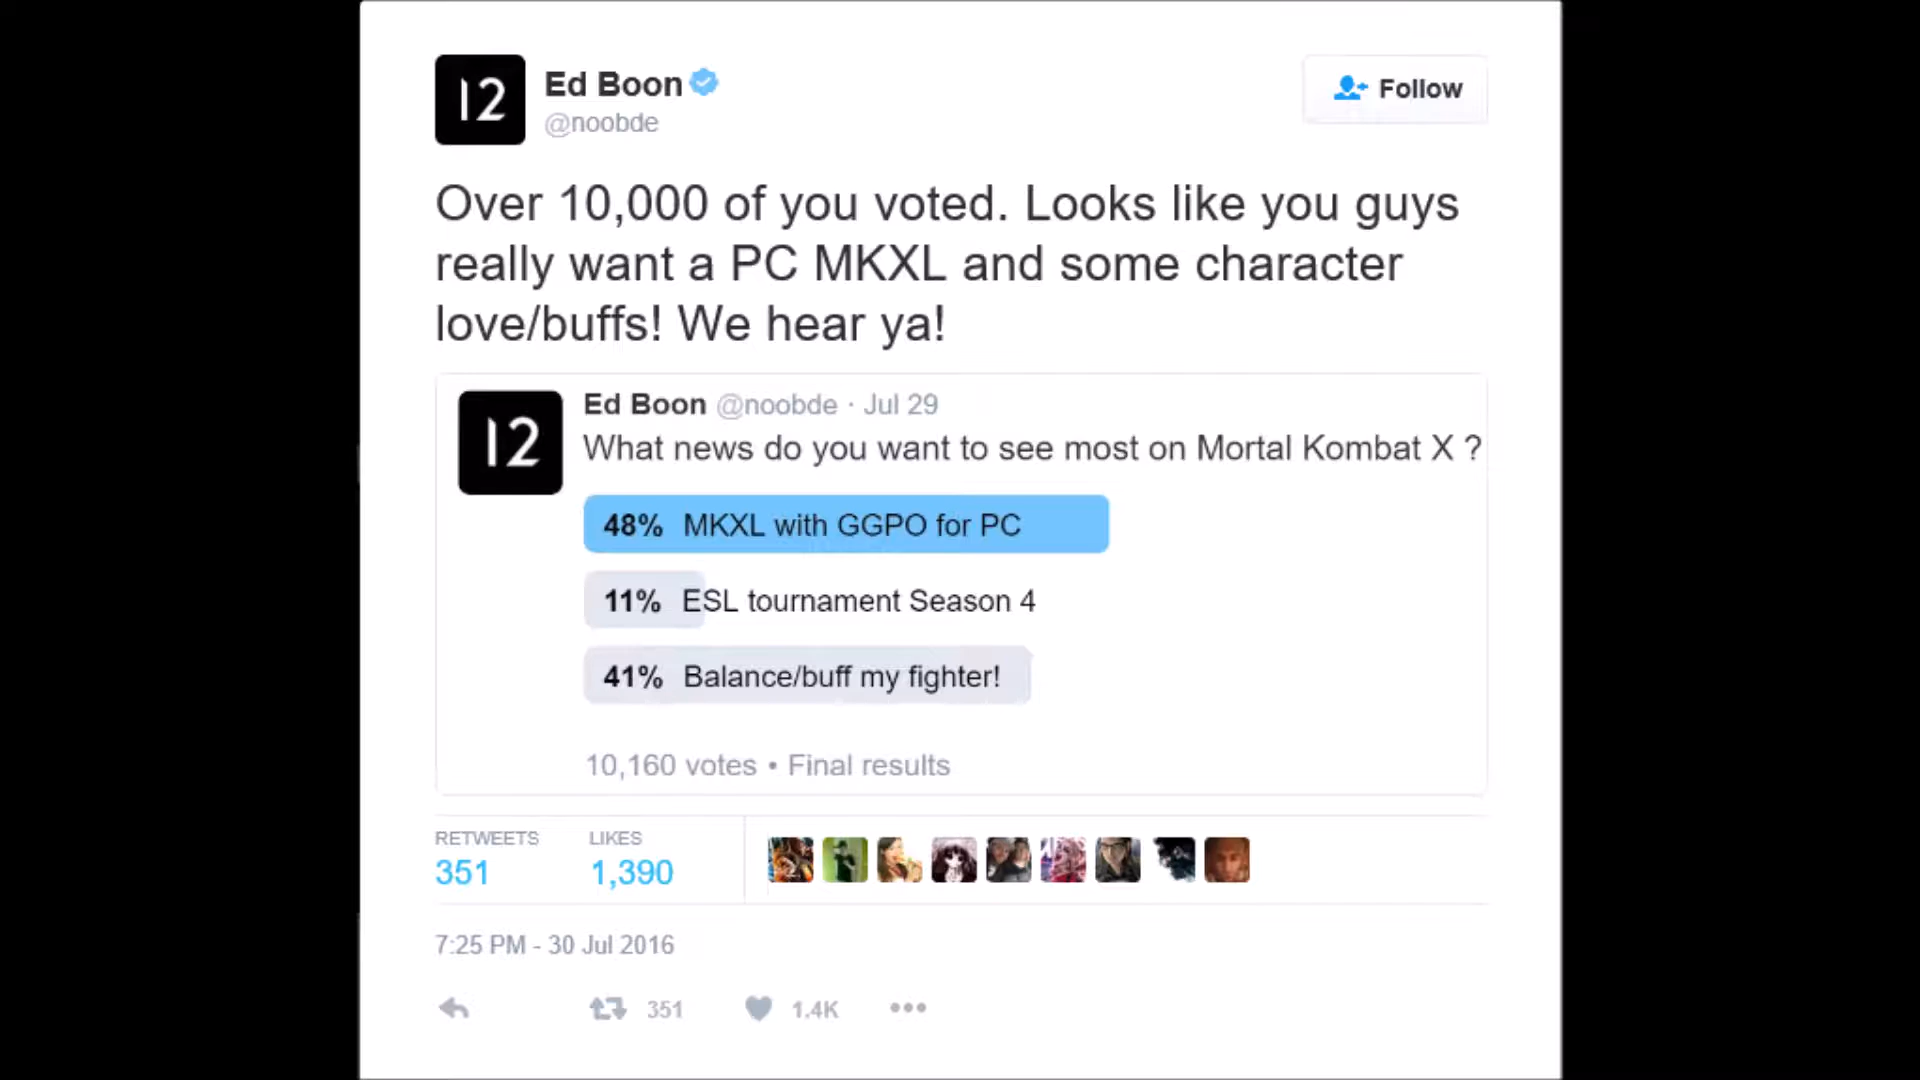 12
Ed Boon
@noobde
Follow
Over 10,000 of you voted. Looks like you guys
really want a PC MKXL and some character
love/buffs! We hear ya!
12
Ed Boon @noobde · Jul 29
What news do you want to see most on Mortal Kombat X ?
48% MKXL with GGPO for PC
11% ESL tournament Season 4
41% Balance/buff my fighter!
10,160 votes • Final results
RETWEETS LIKES
351 1,390
7:25 PM - 30 Jul 2016
351 1.4K